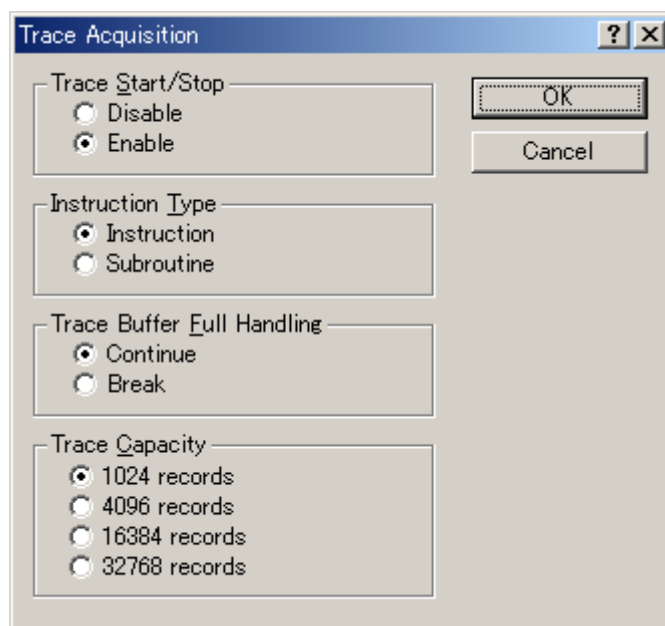 Trace Acquisition
Trace Start/Stop
Disable
Enable
OK
Cancel
Instruction Type
Instruction
Subroutine
Trace Buffer Full Handling
Continue
Break
Trace Capacity
1024 records
4096 records
16384 records
32768 records